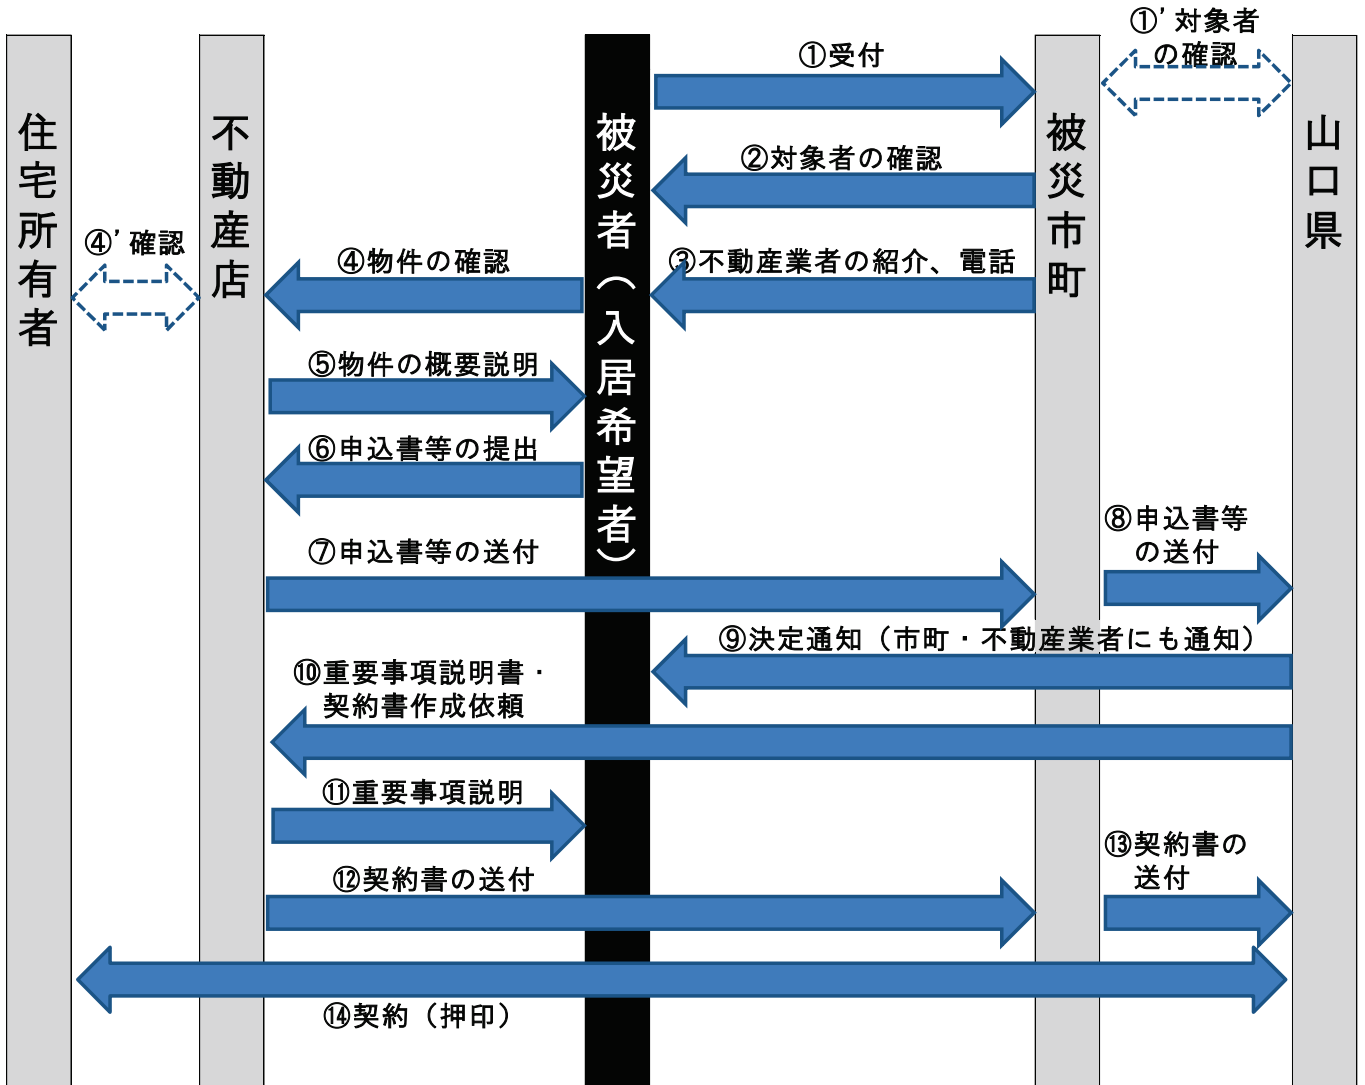 住宅所有者
不動産店
被災者（入居希望者）
被災市町
山口県
①受付
①’対象者
の確認
②対象者の確認
③不動産業者の紹介、電話
④物件の確認
④’確認
⑤物件の概要説明
⑥申込書等の提出
⑦申込書等の送付
⑧申込書等
の送付
⑨決定通知（市町・不動産業者にも通知）
⑩重要事項説明書・
契約書作成依頼
⑪重要事項説明
⑫契約書の送付
⑬契約書の
送付
⑭契約（押印）